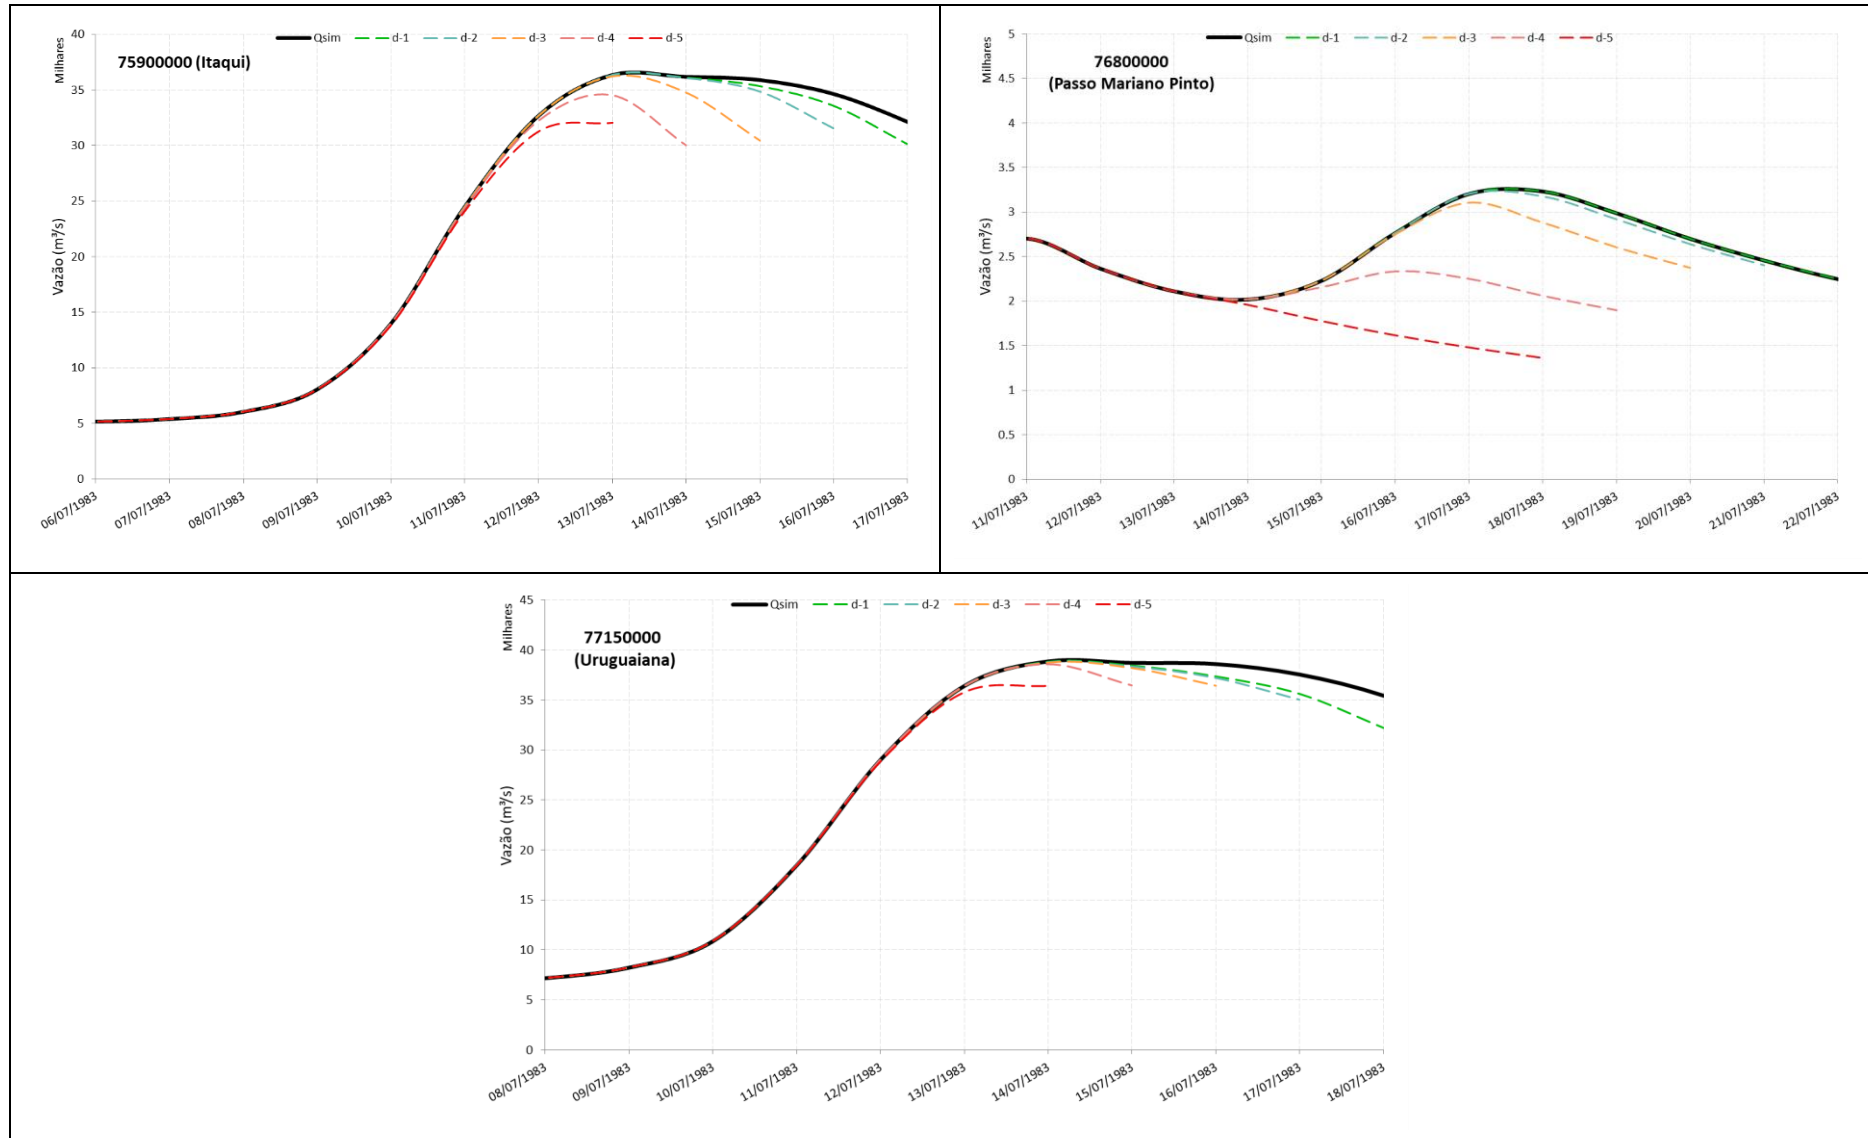 Qsim d-1 d-2 d-3 d-4 d-5
75900000 (Itaqui)
Milhares
Vazão (m³/s)
40
35
30
25
20
15
10
5
0
06/07/1983 07/07/1983 08/07/1983 09/07/1983 10/07/1983 11/07/1983 12/07/1983 13/07/1983 14/07/1983 15/07/1983 16/07/1983 17/07/1983
Qsim d-1 d-2 d-3 d-4 d-5
76800000
(Passo Mariano Pinto)
Milhares
Vazão (m³/s)
5
4.5
4
3.5
3
2.5
2
1.5
1
0.5
0
11/07/1983 12/07/1983 13/07/1983 14/07/1983 15/07/1983 16/07/1983 17/07/1983 18/07/1983 19/07/1983 20/07/1983 21/07/1983 22/07/1983
Qsim d-1 d-2 d-3 d-4 d-5
77150000
(Uruguaiana)
Milhares
Vazão (m³/s)
45
40
35
30
25
20
15
10
5
0
08/07/1983 09/07/1983 10/07/1983 11/07/1983 12/07/1983 13/07/1983 14/07/1983 15/07/1983 16/07/1983 17/07/1983 18/07/1983